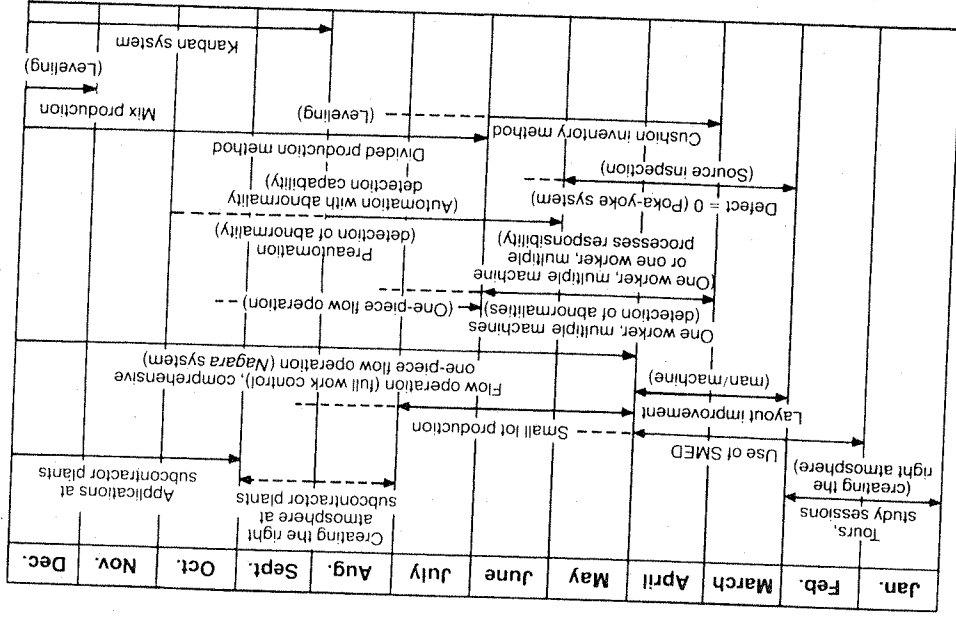 Jan.
Feb.
March
April
May
June
July
Aug.
Sept.
Oct.
Nov.
Dec.
Tours,
study sessions
(creating the
right atmosphere)
Creating the right
atmosphere at
subcontractor plants
Applications at
subcontractor plants
Use of SMED
Small lot production
Layout improvement
(man/machine)
Flow operation (full work control), comprehensive
one-piece flow operation (Nagara system)
One worker, multiple machines
(detection of abnormalities)
(One-piece flow operation)
(One worker, multiple machine
or one worker, multiple
processes responsibility)
Preautomation
(detection of abnormality)
Defect = 0 (Poka-yoke system)
(Source inspection)
(Automation with abnormality
detection capability)
Divided production method
Cushion inventory method
(Leveling)
Mix production
(Leveling)
Kanban system